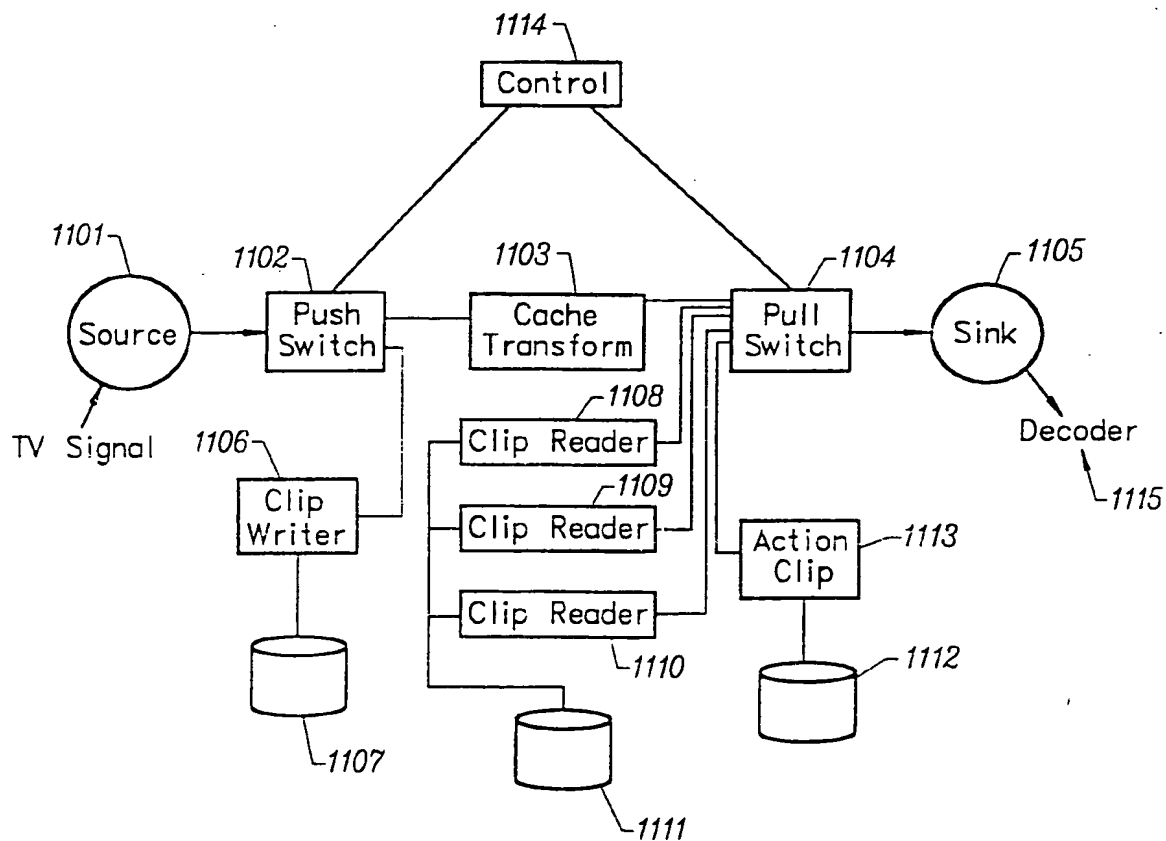 1114
Control
1101
1102
1103
1104
1105
Source
Push
Switch
Cache
Transform
Pull
Switch
Sink
TV Signal
1106
Clip
Writer
1108
Clip Reader
1109
Clip Reader
Clip Reader
1110
Decoder
1115
Action
Clip
1113
1107
1111
1112